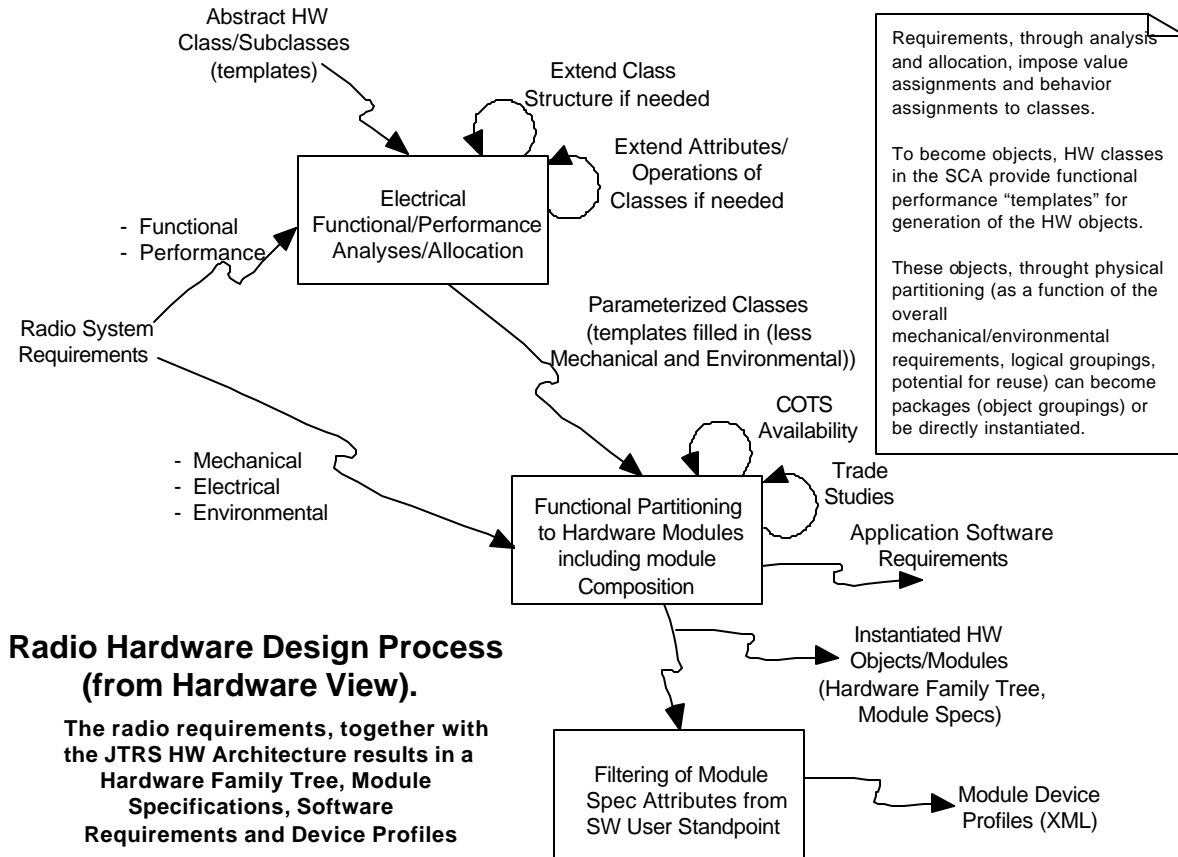 Abstract HW
Class/Subclasses
(templates)
Extend Class
Structure if needed
Extend Attributes/
Operations of
Classes if needed
Requirements, through analysis
and allocation, impose value
assignments and behavior
assignments to classes.
To become objects, HW classes
in the SCA provide functional
performance “templates” for
generation of the HW objects.
These objects, throught physical
partitioning (as a function of the
overall
mechanical/environmental
requirements, logical groupings,
potential for reuse) can become
packages (object groupings) or
be directly instantiated.
Electrical
Functional/Performance
Analyses/Allocation
- Functional
- Performance
Radio System
Requirements
Parameterized Classes
(templates filled in (less
Mechanical and Environmental))
COTS
Availability
Trade
Studies
- Mechanical
- Electrical
- Environmental
Functional Partitioning
to Hardware Modules
including module
Composition
Application Software
Requirements
Instantiated HW
Objects/Modules
(Hardware Family Tree,
Module Specs)
Radio Hardware Design Process
(from Hardware View).
The radio requirements, together with
the JTRS HW Architecture results in a
Hardware Family Tree, Module
Specifications, Software
Requirements and Device Profiles
Filtering of Module
Spec Attributes from
SW User Standpoint
Module Device
Profiles (XML)